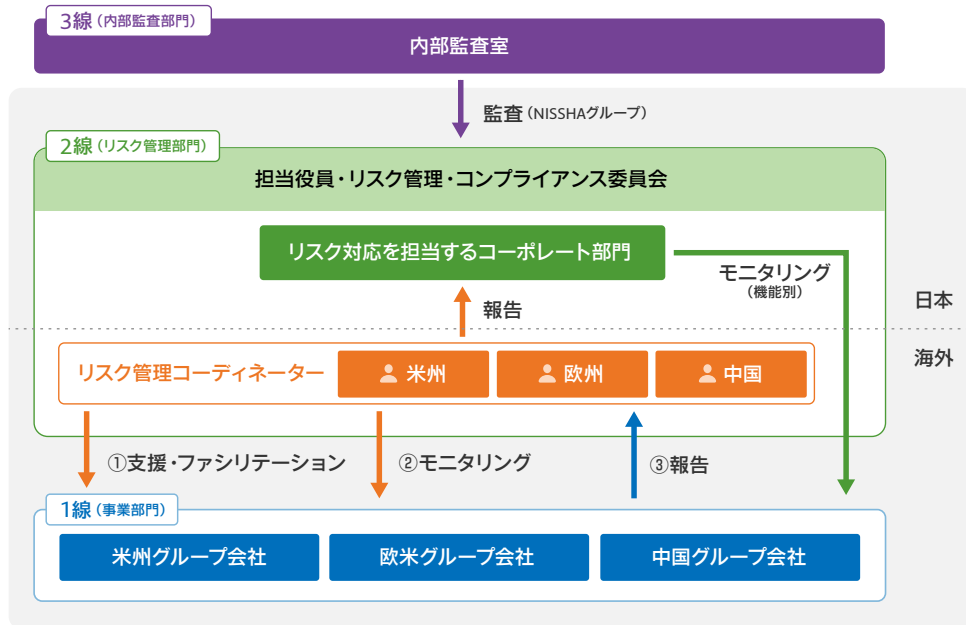 3線（内部監査部門）
内部監査室
監査（NISSHAグループ）
2線（リスク管理部門）
担当役員・リスク管理・コンプライアンス委員会
リスク対応を担当するコーポレート部門
モニタリング
（機能別）
報告
日本
海外
リスク管理コーディネーター
米州
欧州
中国
①支援・ファシリテーション
②モニタリング
③報告
1線（事業部門）
米州グループ会社
欧米グループ会社
中国グループ会社